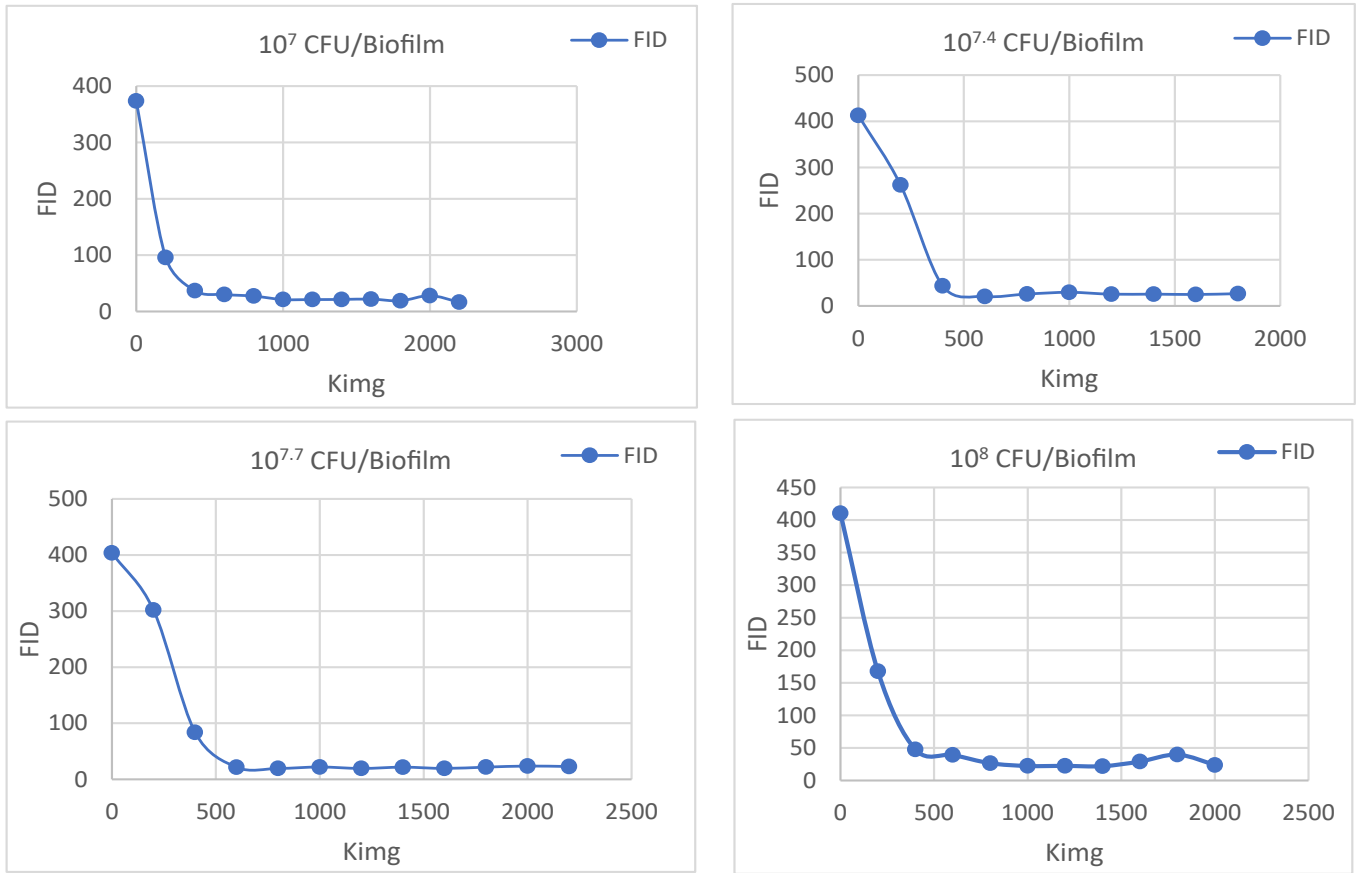 10⁷ CFU/Biofilm
FID
400
300
200
100
0
FID
0 1000 2000 3000
Kimg
10⁷·⁴ CFU/Biofilm
FID
500
400
300
200
100
0
FID
0 500 1000 1500 2000
Kimg
10⁷·⁷ CFU/Biofilm
FID
500
400
300
200
100
0
FID
0 500 1000 1500 2000 2500
Kimg
10⁸ CFU/Biofilm
FID
450
400
350
300
250
200
150
100
50
0
FID
0 500 1000 1500 2000 2500
Kimg